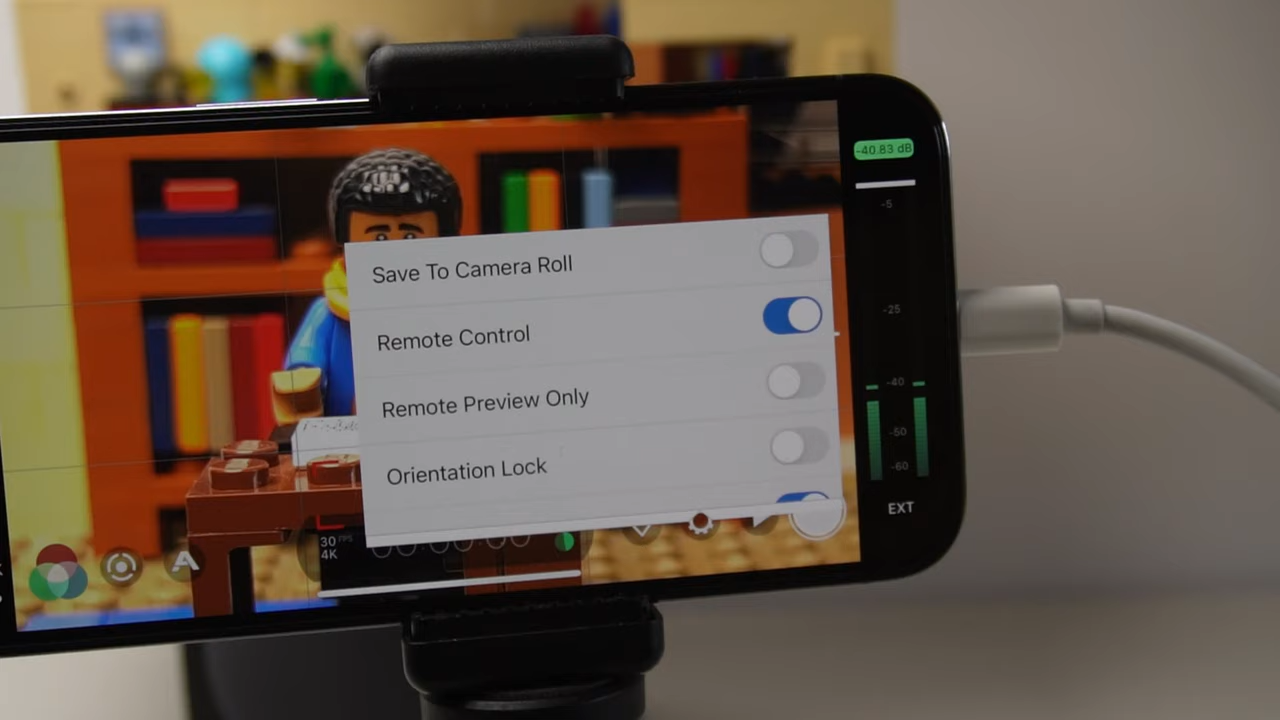 -40.83 dB
-5
Save To Camera Roll
Remote Control
-25
Remote Preview Only
-40
Orientation Lock
-50
-60
EXT
30 FPS
4K